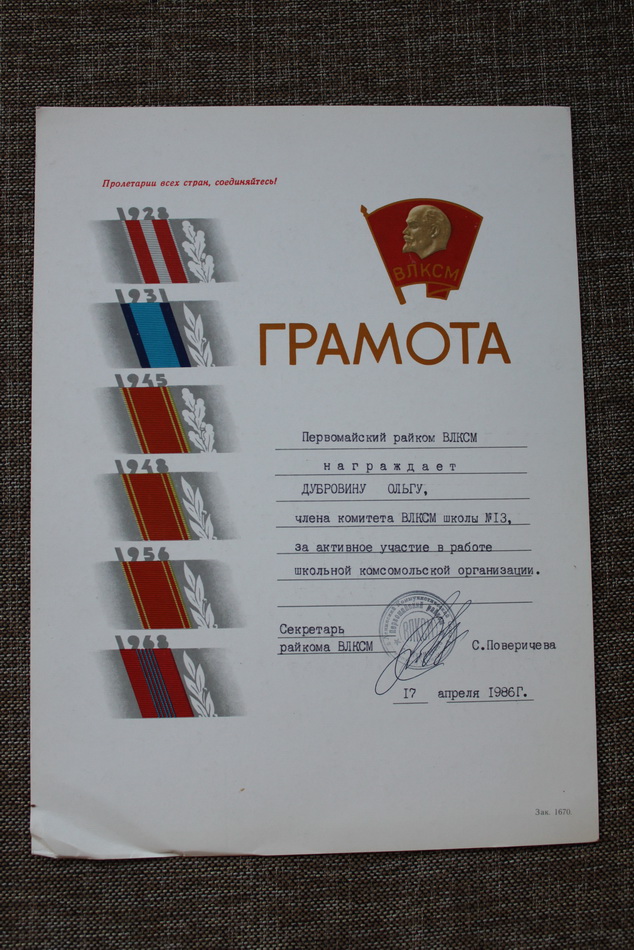 Пролетарии всех стран, соединяйтесь!
1928
1931
1945
1948
1956
1968
ВЛКСМ
ГРАМОТА
Первомайский райком ВЛКСМ
награждает
ДУБРОВИНУ ОЛЬГУ,
члена комитета ВЛКСМ школы №13,
за активное участие в работе
школьной комсомольской организации.
Секретарь
райкома ВЛКСМ
С.Поверичева
ВЛКСМ
17 апреля 1986г.
Зак. 1670.